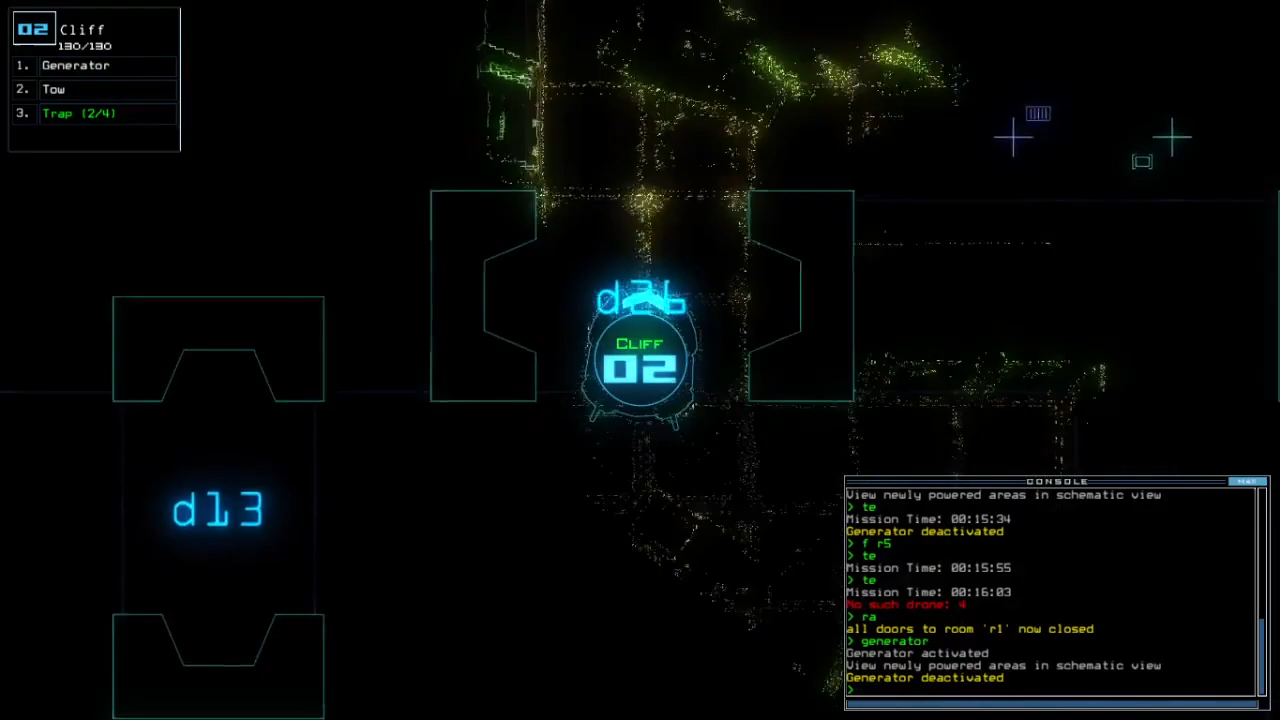 02 Cliff
130/130
1. Generator
2. Tow
3. Trap (2/4)
d26
Cliff
02
d13
CONSOLE
View newly powered areas in schematic view
> te
Mission Time: 00:15:34
Generator deactivated
> f r5
> te
Mission Time: 00:15:55
> te
Mission Time: 00:16:03
No such drone: 4
> ra
all doors to room 'r1' now closed
> generator
Generator activated
View newly powered areas in schematic view
Generator deactivated
>